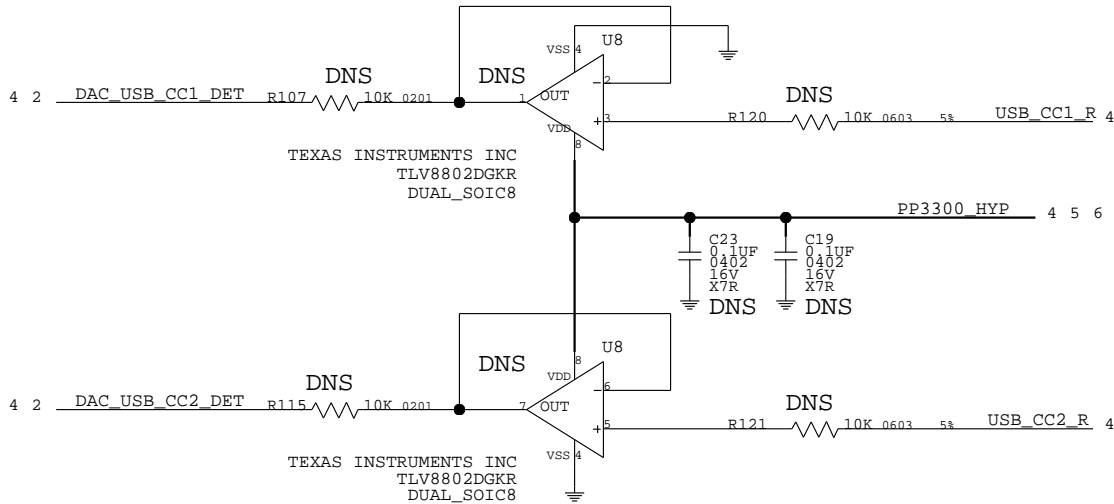 U8
VSS 4
DNS
DNS
2
DNS
4 2
DAC_USB_CC1_DET
R107
10K 0201
1
OUT
3
R120
10K 0603 5%
USB_CC1_R 4
VDD
8
TEXAS INSTRUMENTS INC
TLV8802DGKR
DUAL_SOIC8
PP3300_HYP
4 5 6
C23
0.1UF
0402
16V
X7R
DNS
C19
0.1UF
0402
16V
X7R
DNS
U8
8
DNS
VDD
DNS
6
DNS
4 2
DAC_USB_CC2_DET
R115
10K 0201
7
OUT
5
R121
10K 0603 5%
USB_CC2_R 4
VSS 4
TEXAS INSTRUMENTS INC
TLV8802DGKR
DUAL_SOIC8